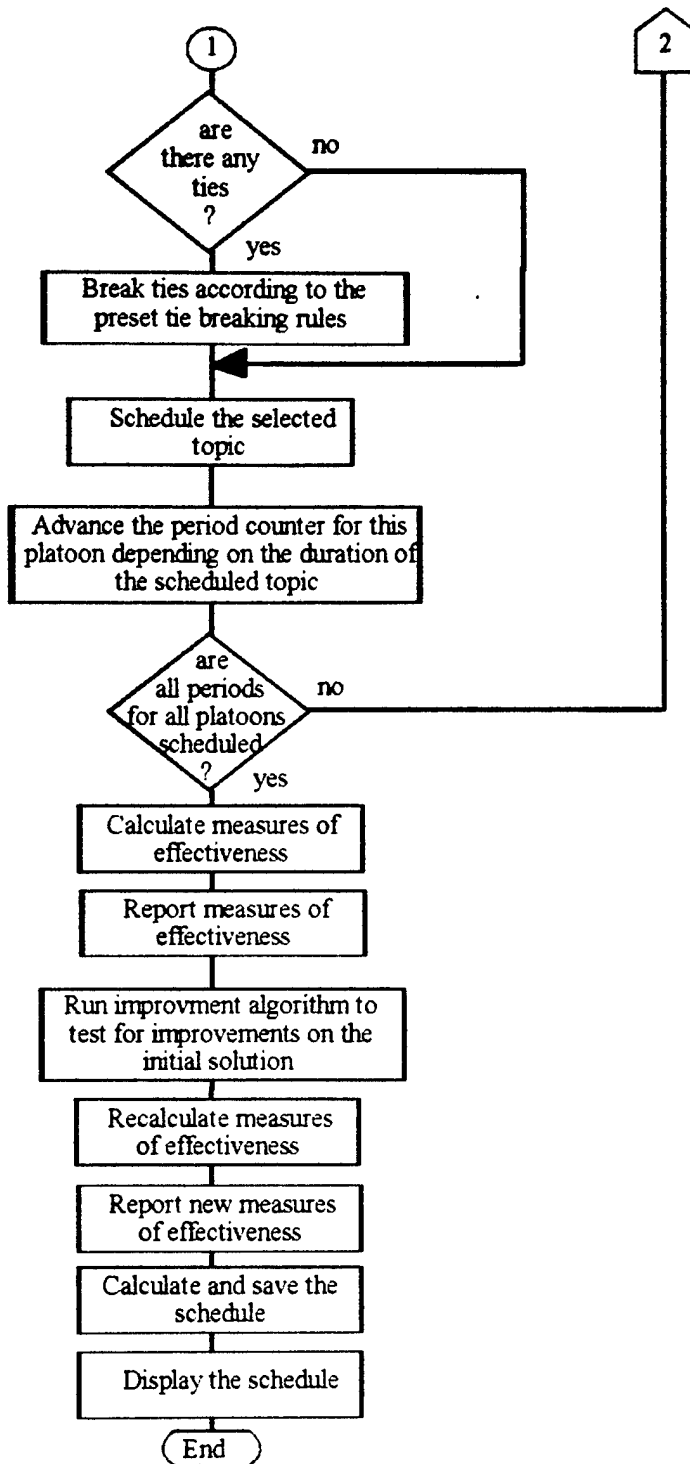 1
2
are
there any
ties
?
no
yes
Break ties according to the
preset tie breaking rules
Schedule the selected
topic
Advance the period counter for this
platoon depending on the duration of
the scheduled topic
are
all periods
for all platoons
scheduled
?
no
yes
Calculate measures of
effectiveness
Report measures of
effectiveness
Run improvment algorithm to
test for improvements on the
initial solution
Recalculate measures
of effectiveness
Report new measures
of effectiveness
Calculate and save the
schedule
Display the schedule
End